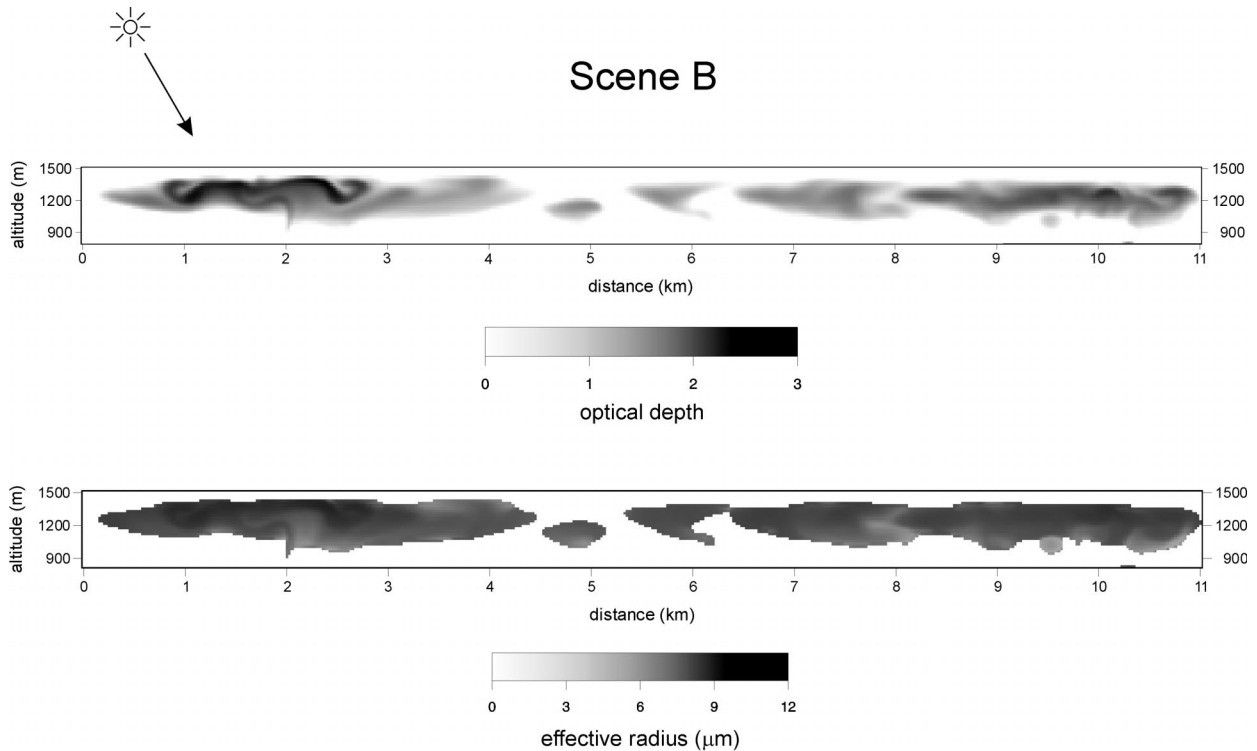 Scene B
altitude (m)
1500 1500
1200 1200
900 900
0 1 2 3 4 5 6 7 8 9 10 11
distance (km)
0 1 2 3
optical depth
altitude (m)
1500 1500
1200 1200
900 900
0 1 2 3 4 5 6 7 8 9 10 11
distance (km)
0 3 6 9 12
effective radius (μm)